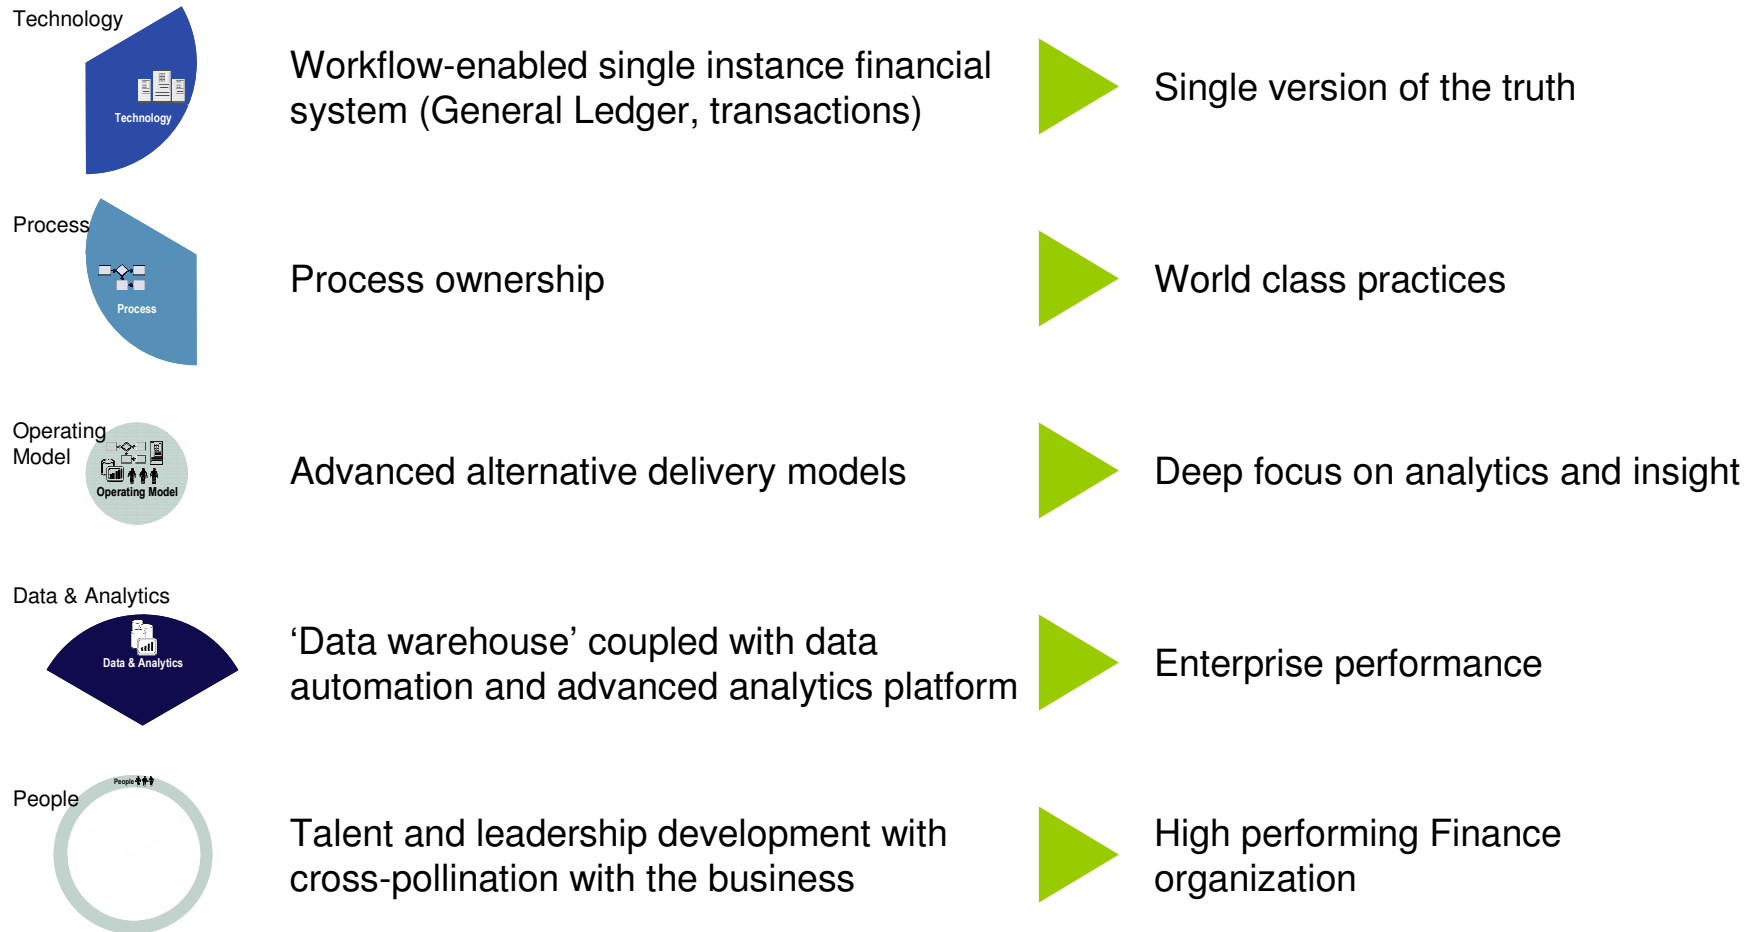 Technology
Technology
Workflow-enabled single instance financial
system (General Ledger, transactions)
Single version of the truth
Process
Process
Process ownership
World class practices
Operating
Model
Operating Model
Advanced alternative delivery models
Deep focus on analytics and insight
Data & Analytics
Data & Analytics
‘Data warehouse’ coupled with data
automation and advanced analytics platform
Enterprise performance
People
People
Talent and leadership development with
cross-pollination with the business
High performing Finance
organization